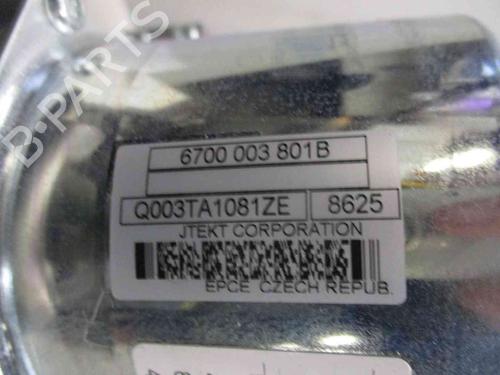 B-PARTS
6700 003 801B
Q003TA1081ZE 8625
JTEKT CORPORATION
EPCE CZECH REPUB.